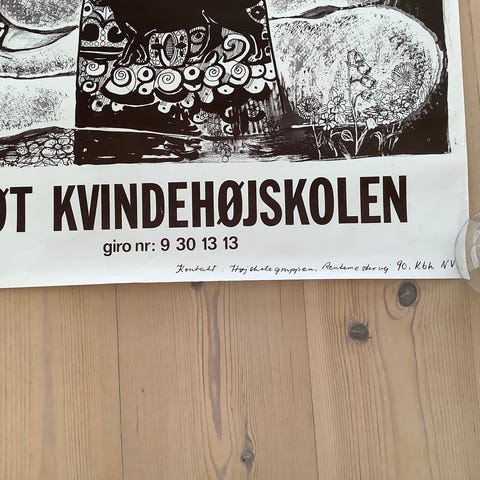 ØT KVINDEHØJSKOLEN
giro nr: 9 30 13 13
Kontakt: Højskolegruppen. Rentemestervej 90. Kbh NV